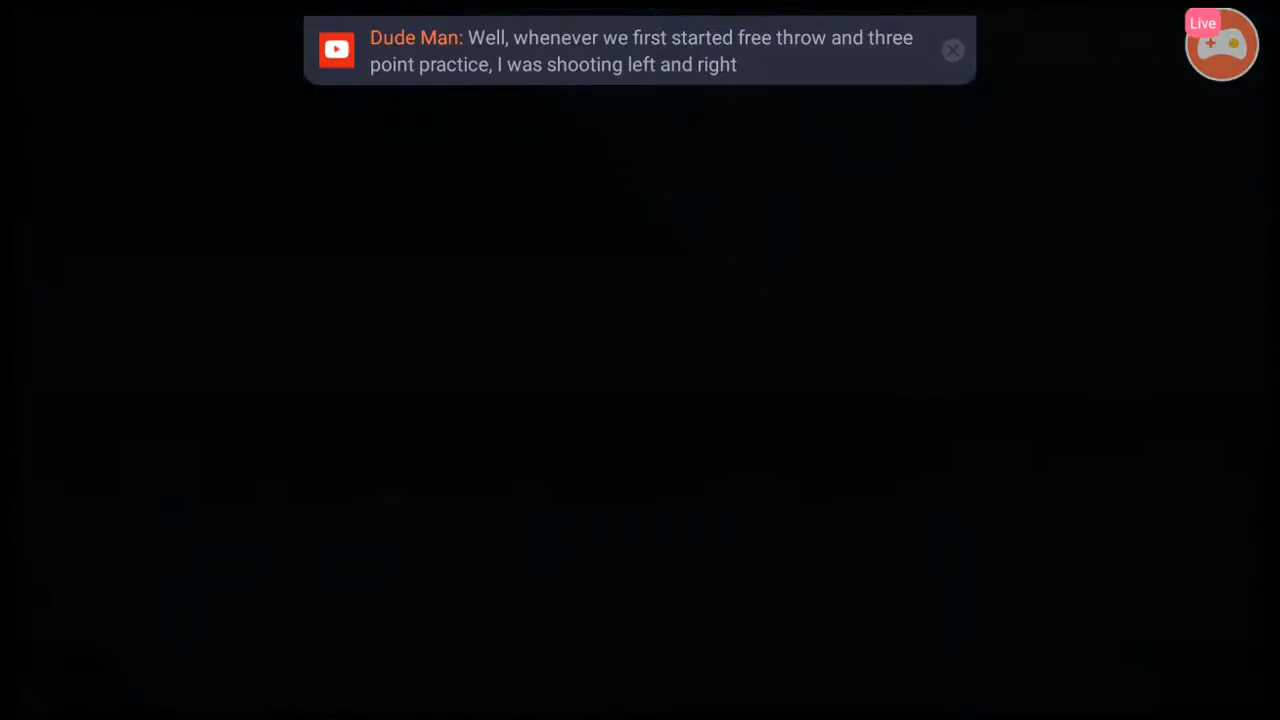 Live
Dude Man: Well, whenever we first started free throw and three
point practice, I was shooting left and right